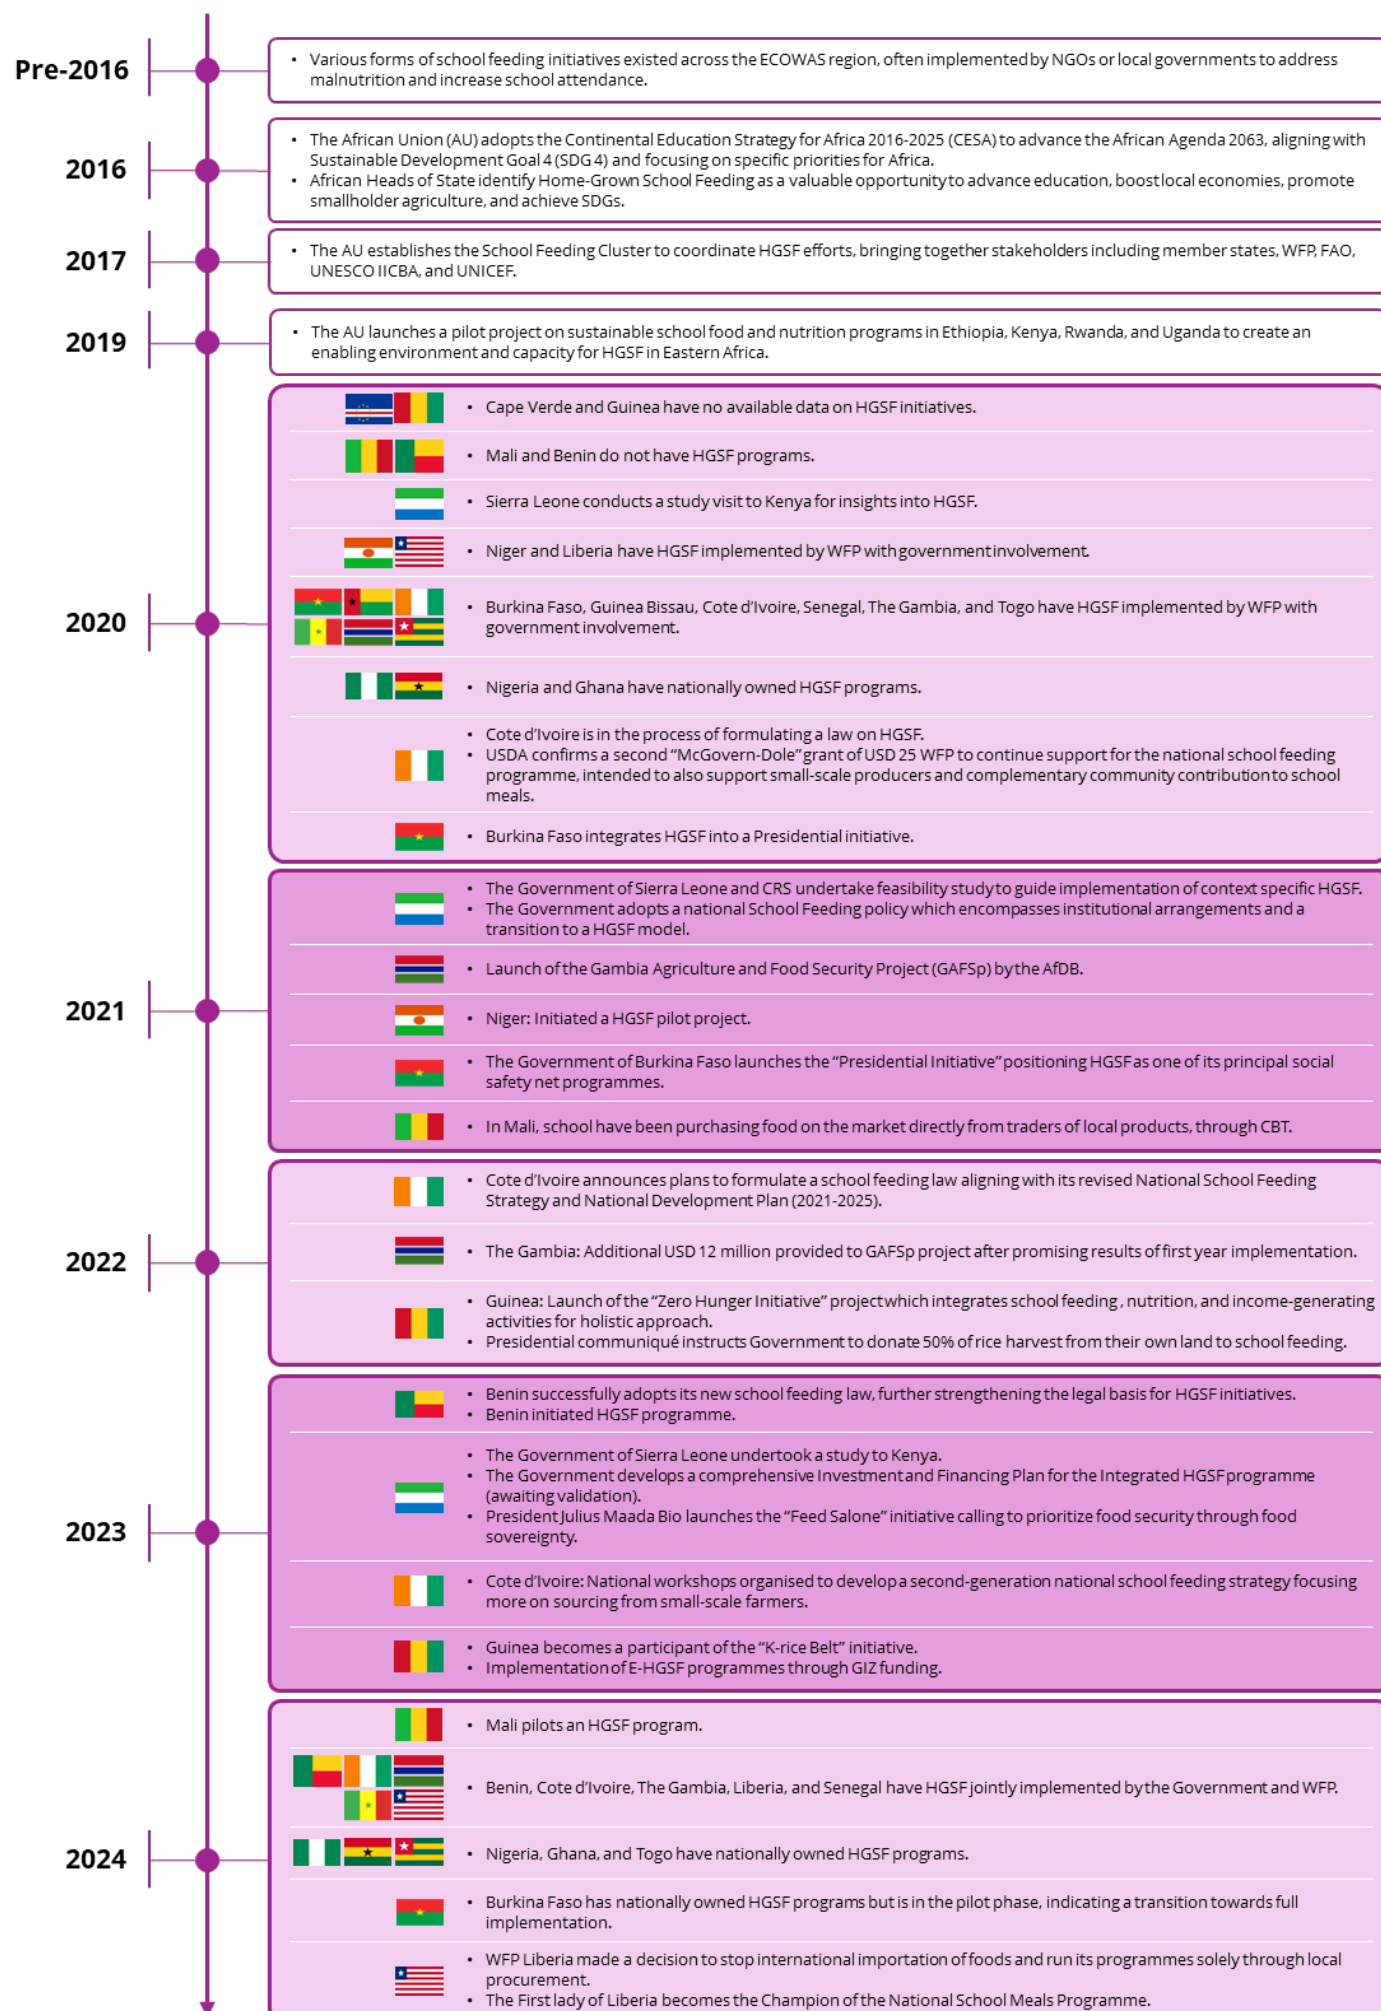 Pre-2016
• Various forms of school feeding initiatives existed across the ECOWAS region, often implemented by NGOs or local governments to address
malnutrition and increase school attendance.
2016
• The African Union (AU) adopts the Continental Education Strategy for Africa 2016-2025 (CESA) to advance the African Agenda 2063, aligning with
Sustainable Development Goal 4 (SDG 4) and focusing on specific priorities for Africa.
• African Heads of State identify Home-Grown School Feeding as a valuable opportunity to advance education, boost local economies, promote
smallholder agriculture, and achieve SDGs.
2017
• The AU establishes the School Feeding Cluster to coordinate HGSF efforts, bringing together stakeholders including member states, WFP, FAO,
UNESCO IICBA, and UNICEF.
2019
• The AU launches a pilot project on sustainable school food and nutrition programs in Ethiopia, Kenya, Rwanda, and Uganda to create an
enabling environment and capacity for HGSF in Eastern Africa.
2020
• Cape Verde and Guinea have no available data on HGSF initiatives.
• Mali and Benin do not have HGSF programs.
• Sierra Leone conducts a study visit to Kenya for insights into HGSF.
• Niger and Liberia have HGSF implemented by WFP with government involvement.
• Burkina Faso, Guinea Bissau, Cote d'Ivoire, Senegal, The Gambia, and Togo have HGSF implemented by WFP with
government involvement.
• Nigeria and Ghana have nationally owned HGSF programs.
• Cote d'Ivoire is in the process of formulating a law on HGSF.
• USDA confirms a second “McGovern-Dole” grant of USD 25 WFP to continue support for the national school feeding
programme, intended to also support small-scale producers and complementary community contribution to school
meals.
• Burkina Faso integrates HGSF into a Presidential initiative.
2021
• The Government of Sierra Leone and CRS undertake feasibility study to guide implementation of context specific HGSF.
• The Government adopts a national School Feeding policy which encompasses institutional arrangements and a
transition to a HGSF model.
• Launch of the Gambia Agriculture and Food Security Project (GAFSp) by the AfDB.
• Niger: Initiated a HGSF pilot project.
• The Government of Burkina Faso launches the “Presidential Initiative” positioning HGSF as one of its principal social
safety net programmes.
• In Mali, school have been purchasing food on the market directly from traders of local products, through CBT.
2022
• Cote d'Ivoire announces plans to formulate a school feeding law aligning with its revised National School Feeding
Strategy and National Development Plan (2021-2025).
• The Gambia: Additional USD 12 million provided to GAFSp project after promising results of first year implementation.
• Guinea: Launch of the “Zero Hunger Initiative” project which integrates school feeding, nutrition, and income-generating
activities for holistic approach.
• Presidential communiqué instructs Government to donate 50% of rice harvest from their own land to school feeding.
2023
• Benin successfully adopts its new school feeding law, further strengthening the legal basis for HGSF initiatives.
• Benin initiated HGSF programme.
• The Government of Sierra Leone undertook a study to Kenya.
• The Government develops a comprehensive Investment and Financing Plan for the Integrated HGSF programme
(awaiting validation).
• President Julius Maada Bio launches the “Feed Salone” initiative calling to prioritize food security through food
sovereignty.
• Cote d'Ivoire: National workshops organised to develop a second-generation national school feeding strategy focusing
more on sourcing from small-scale farmers.
• Guinea becomes a participant of the “K-rice Belt” initiative.
• Implementation of E-HGSF programmes through GIZ funding.
2024
• Mali pilots an HGSF program.
• Benin, Cote d'Ivoire, The Gambia, Liberia, and Senegal have HGSF jointly implemented by the Government and WFP.
• Nigeria, Ghana, and Togo have nationally owned HGSF programs.
• Burkina Faso has nationally owned HGSF programs but is in the pilot phase, indicating a transition towards full
implementation.
• WFP Liberia made a decision to stop international importation of foods and run its programmes solely through local
procurement.
• The First lady of Liberia becomes the Champion of the National School Meals Programme.